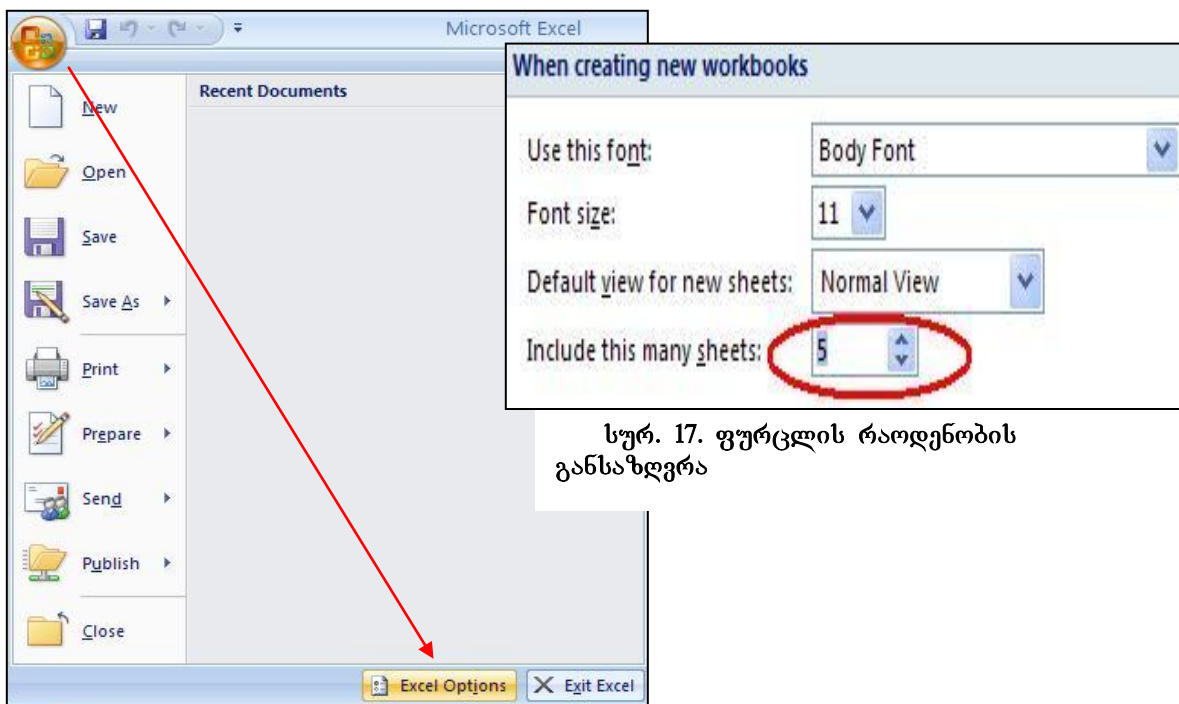 Microsoft Excel
New
Open
Save
Save As
Print
Prepare
Send
Publish
Close
Recent Documents
Excel Options
Exit Excel
When creating new workbooks
Use this font: Body Font
Font size: 11
Default view for new sheets: Normal View
Include this many sheets: 5
სურ. 17. ფურცლის რაოდენობის
განსაზღვრა